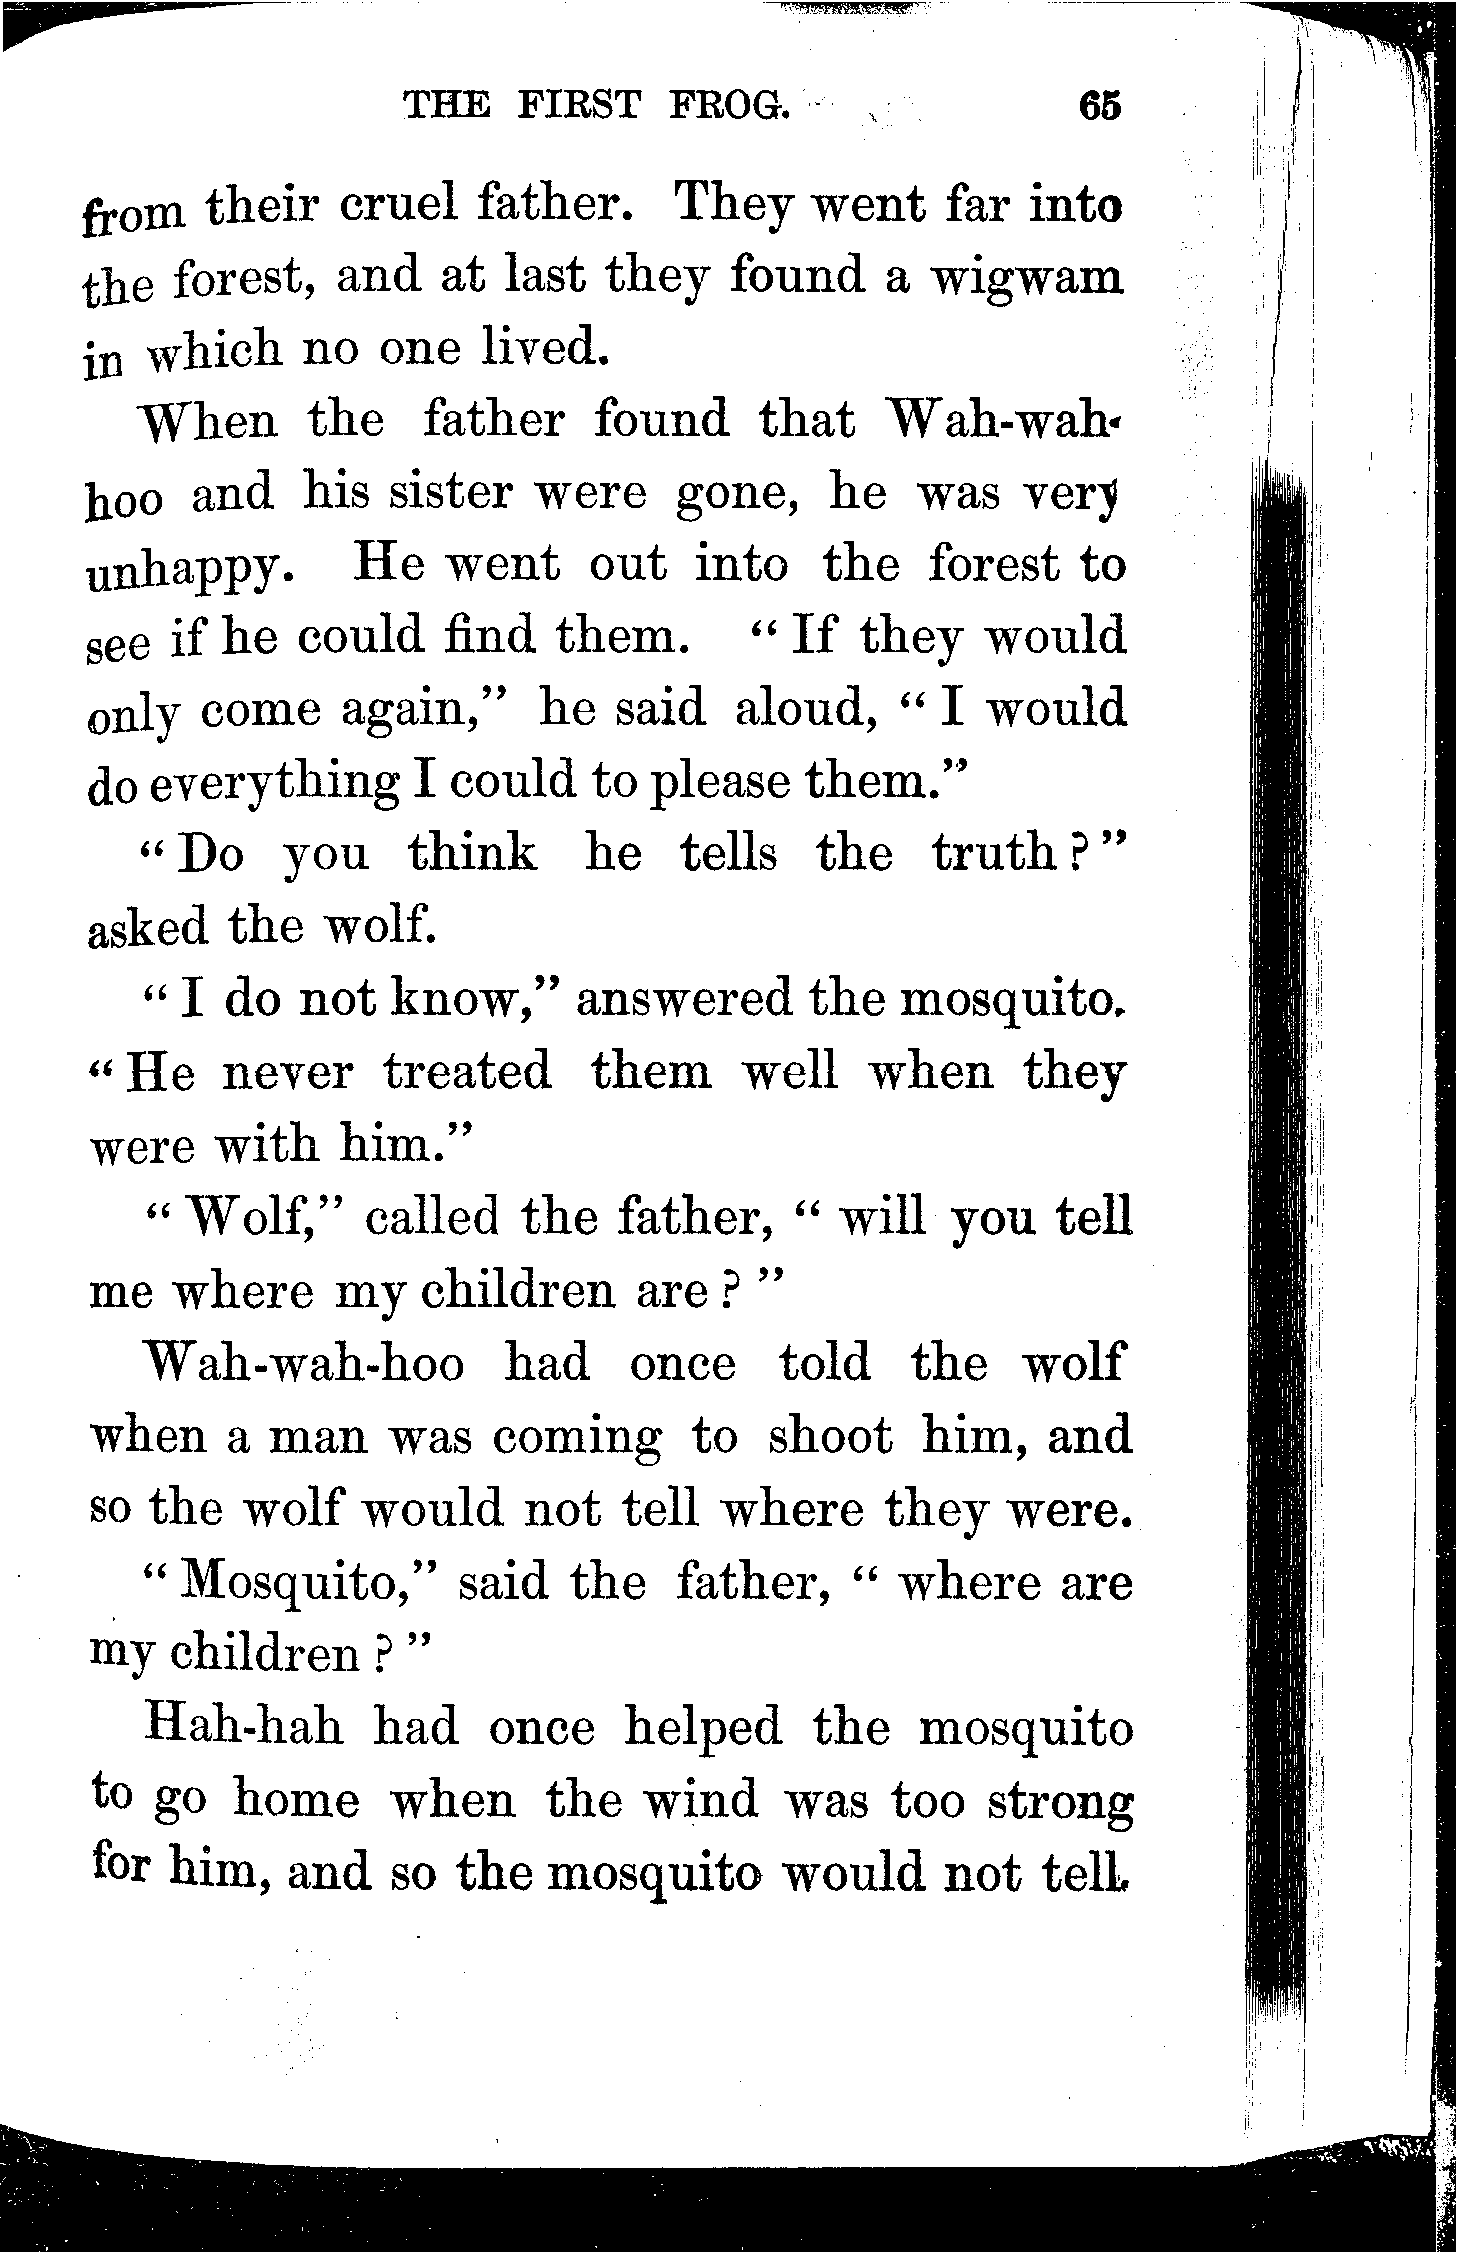 THE FIRST FROG. 65
from their cruel father. They went far into
the forest, and at last they found a wigwam
in which no one lived.
When the father found that Wah-wah-
hoo and his sister were gone, he was very
unhappy. He went out into the forest to
see if he could find them. “ If they would
only come again,” he said aloud, “ I would
do everything I could to please them.”
“ Do you think he tells the truth ? ”
asked the wolf.
“ I do not know,” answered the mosquito.
“ He never treated them well when they
were with him.”
“ Wolf,” called the father, “ will you tell
me where my children are ? ”
Wah-wah-hoo had once told the wolf
when a man was coming to shoot him, and
so the wolf would not tell where they were.
“ Mosquito,” said the father, “ where are
my children ? ”
Hah-hah had once helped the mosquito
to go home when the wind was too strong
for him, and so the mosquito would not tell.